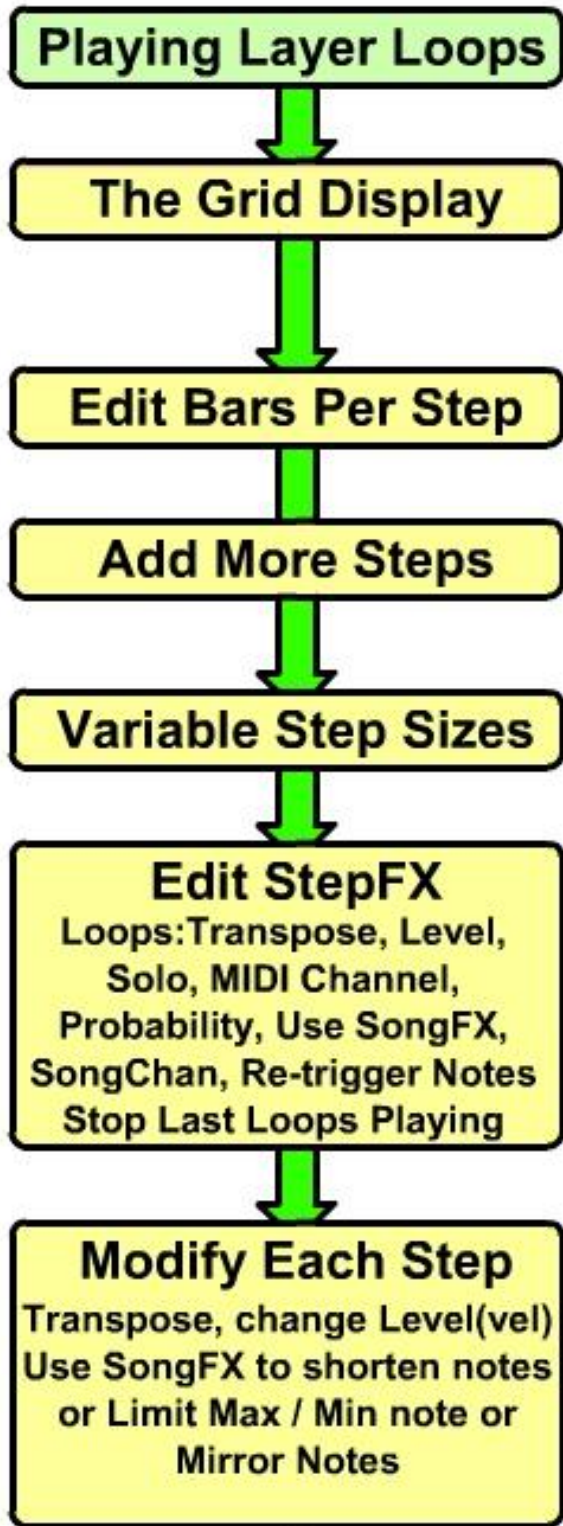 Playing Layer Loops
The Grid Display
Edit Bars Per Step
Add More Steps
Variable Step Sizes
Edit StepFX
Loops:Transpose, Level,
Solo, MIDI Channel,
Probability, Use SongFX,
SongChan, Re-trigger Notes
Stop Last Loops Playing
Modify Each Step
Transpose, change Level(vel)
Use SongFX to shorten notes
or Limit Max / Min note or
Mirror Notes